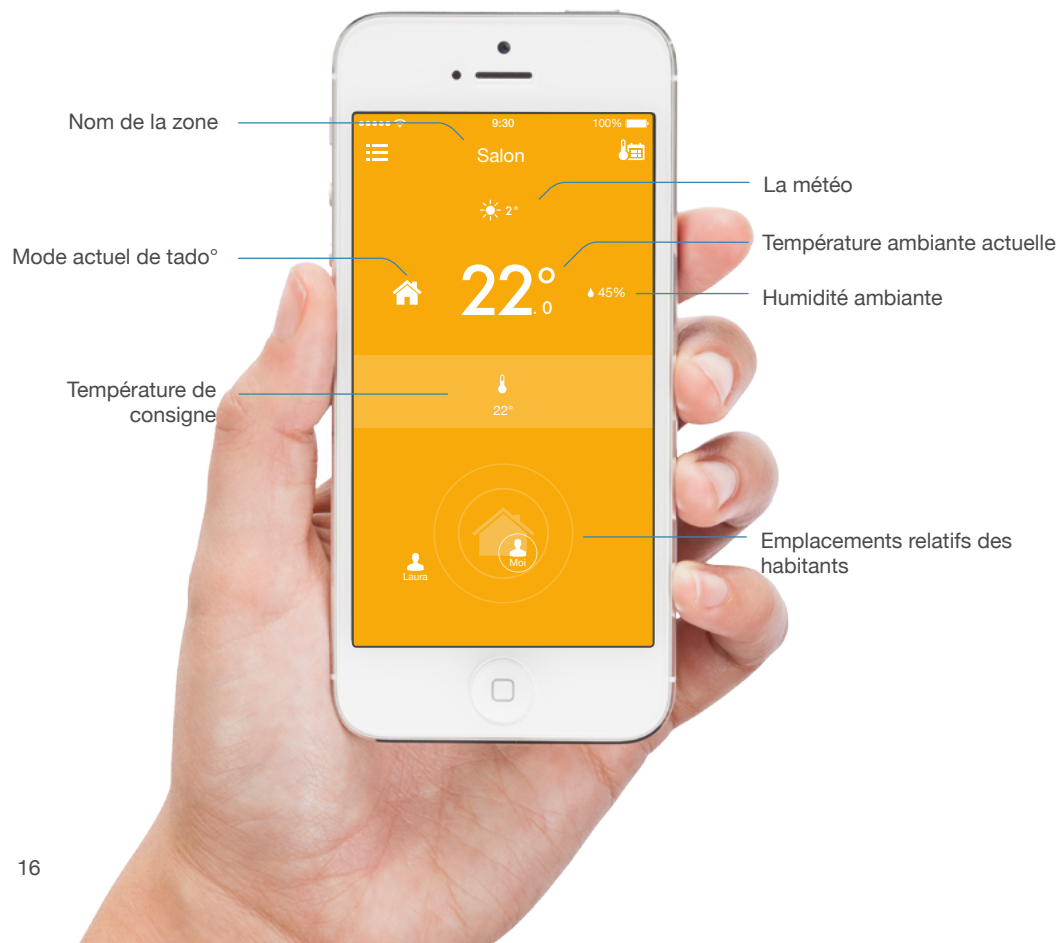 Nom de la zone
9:30
100%
Salon
La météo
2°
Température ambiante actuelle
Mode actuel de tado°
22.0°
45%
Humidité ambiante
Température de
consigne
22°
Emplacements relatifs des
habitants
Moi
Laura
16